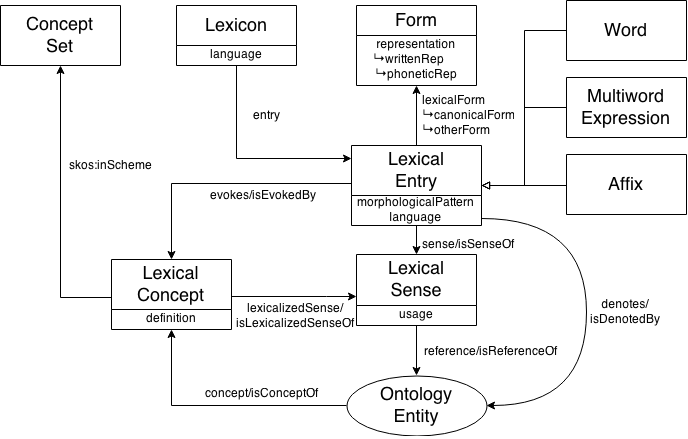 Concept
Set
Lexicon
language
Form
representation
↳writtenRep
↳phoneticRep
Word
Multiword
Expression
Affix
entry
lexicalForm
↳canonicalForm
↳otherForm
skos:inScheme
Lexical
Entry
morphologicalPattern
language
evokes/isEvokedBy
sense/isSenseOf
Lexical
Concept
definition
lexicalizedSense/
isLexicalizedSenseOf
Lexical
Sense
usage
denotes/
isDenotedBy
reference/isReferenceOf
concept/isConceptOf
Ontology
Entity